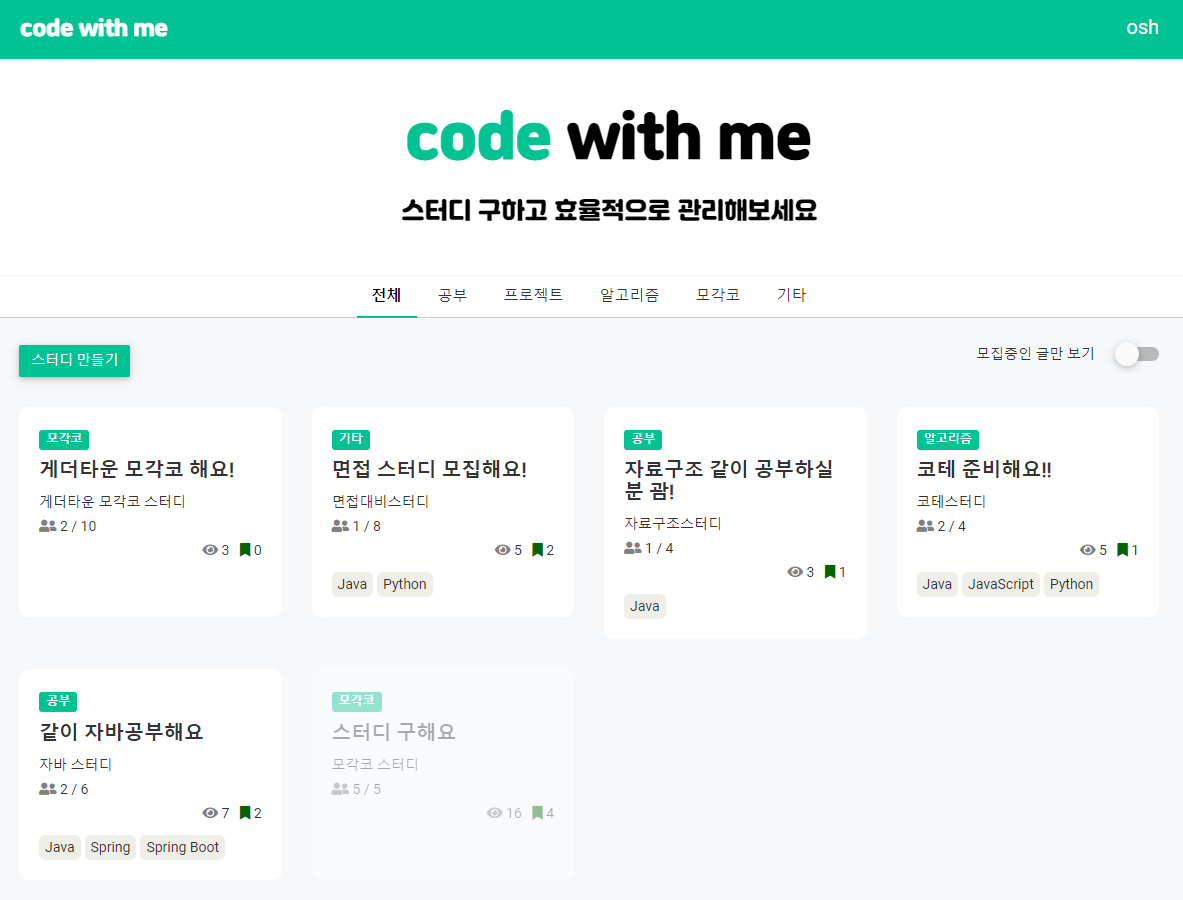 code with me
osh
code with me
스터디 구하고 효율적으로 관리해보세요
전체 공부 프로젝트 알고리즘 모각코 기타
스터디 만들기
모집중인 글만 보기
모각코
게더타운 모각코 해요!
게더타운 모각코 스터디
2 / 10
3 0
기타
면접 스터디 모집해요!
면접대비스터디
1 / 8
5 2
Java Python
공부
자료구조 같이 공부하실
분 괌!
자료구조스터디
1 / 4
3 1
Java
알고리즘
코테 준비해요!!
코테스터디
2 / 4
5 1
Java JavaScript Python
공부
같이 자바공부해요
자바 스터디
2 / 6
7 2
Java Spring Spring Boot
모각코
스터디 구해요
모각코 스터디
5 / 5
16 4